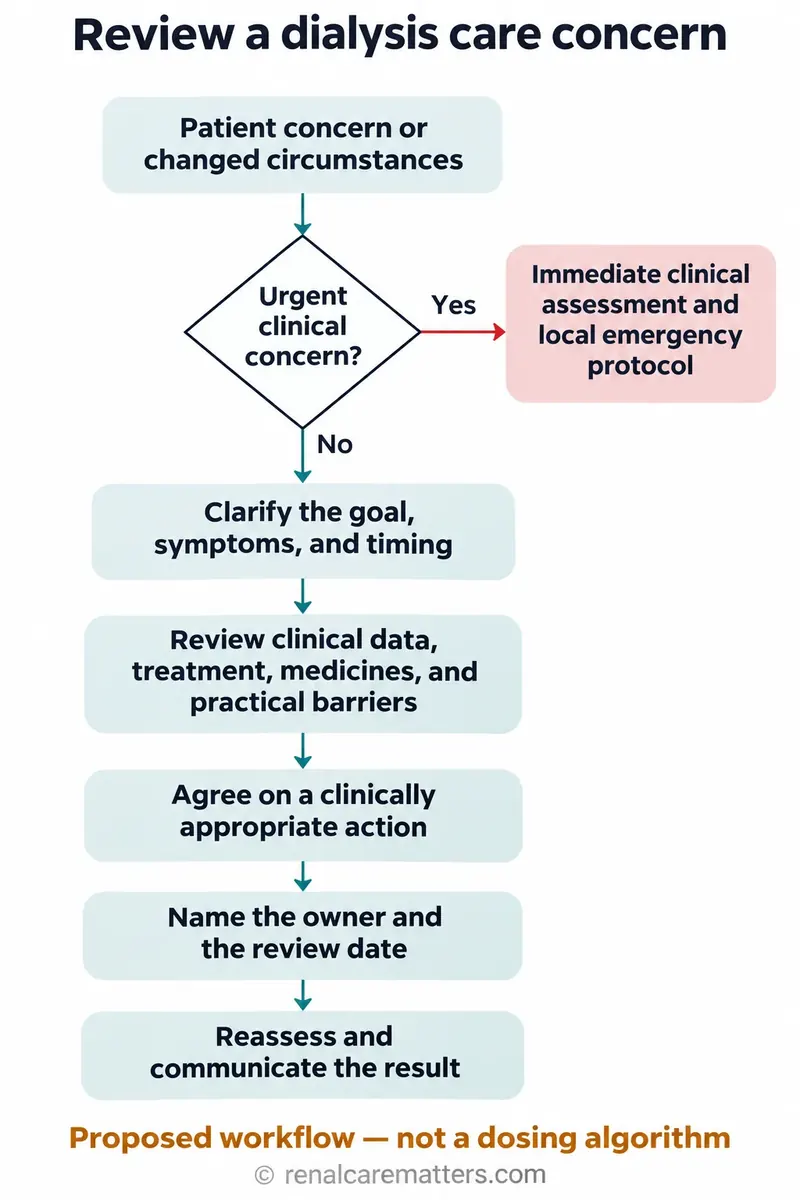 Review a dialysis care concern
Patient concern or
changed circumstances
Urgent
clinical
concern?
Yes
Immediate clinical
assessment and
local emergency
protocol
No
Clarify the goal,
symptoms, and timing
Review clinical data,
treatment, medicines, and
practical barriers
Agree on a clinically
appropriate action
Name the owner and
the review date
Reassess and
communicate the result
Proposed workflow — not a dosing algorithm
© renalcarematters.com